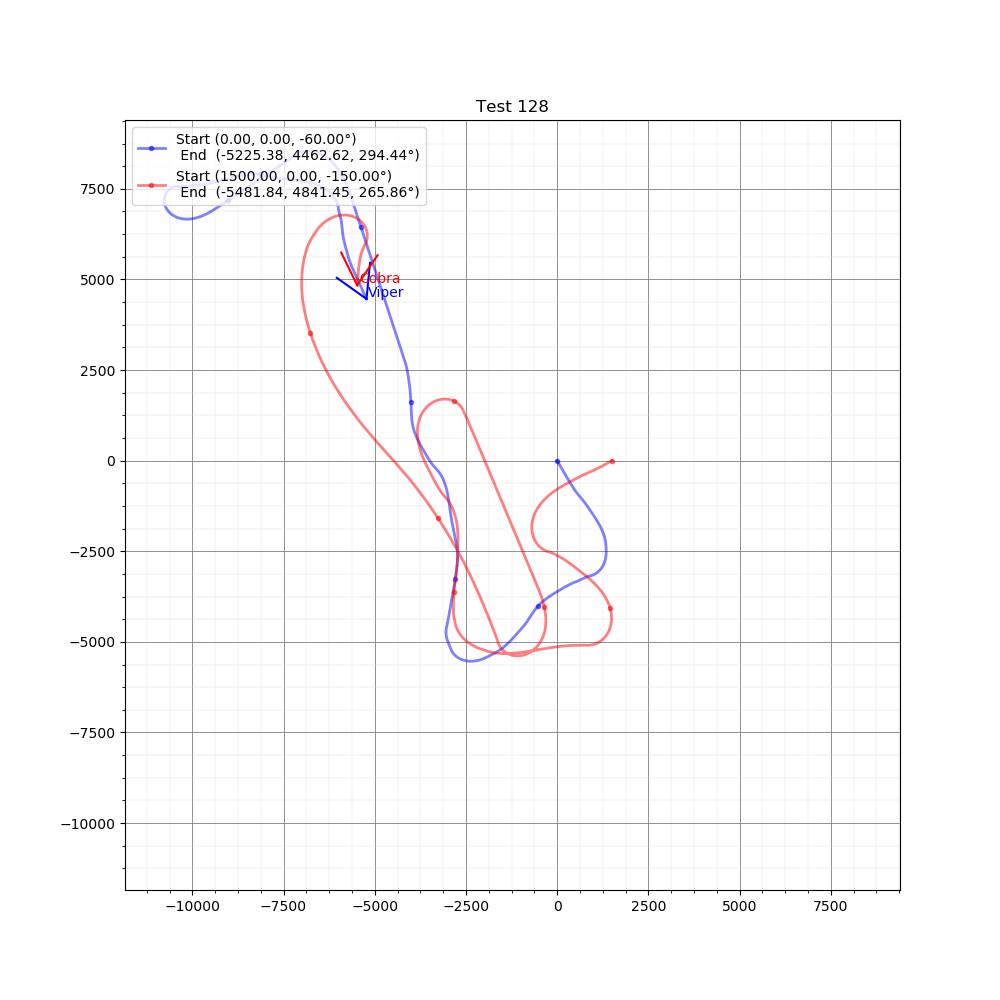 Test 128
Start (0.00, 0.00, -60.00°)
End (-5225.38, 4462.62, 294.44°)
Start (1500.00, 0.00, -150.00°)
End (-5481.84, 4841.45, 265.86°)
7500
5000
2500
0
−2500
−5000
−7500
−10000
Cobra
Viper
−10000 −7500 −5000 −2500 0 2500 5000 7500